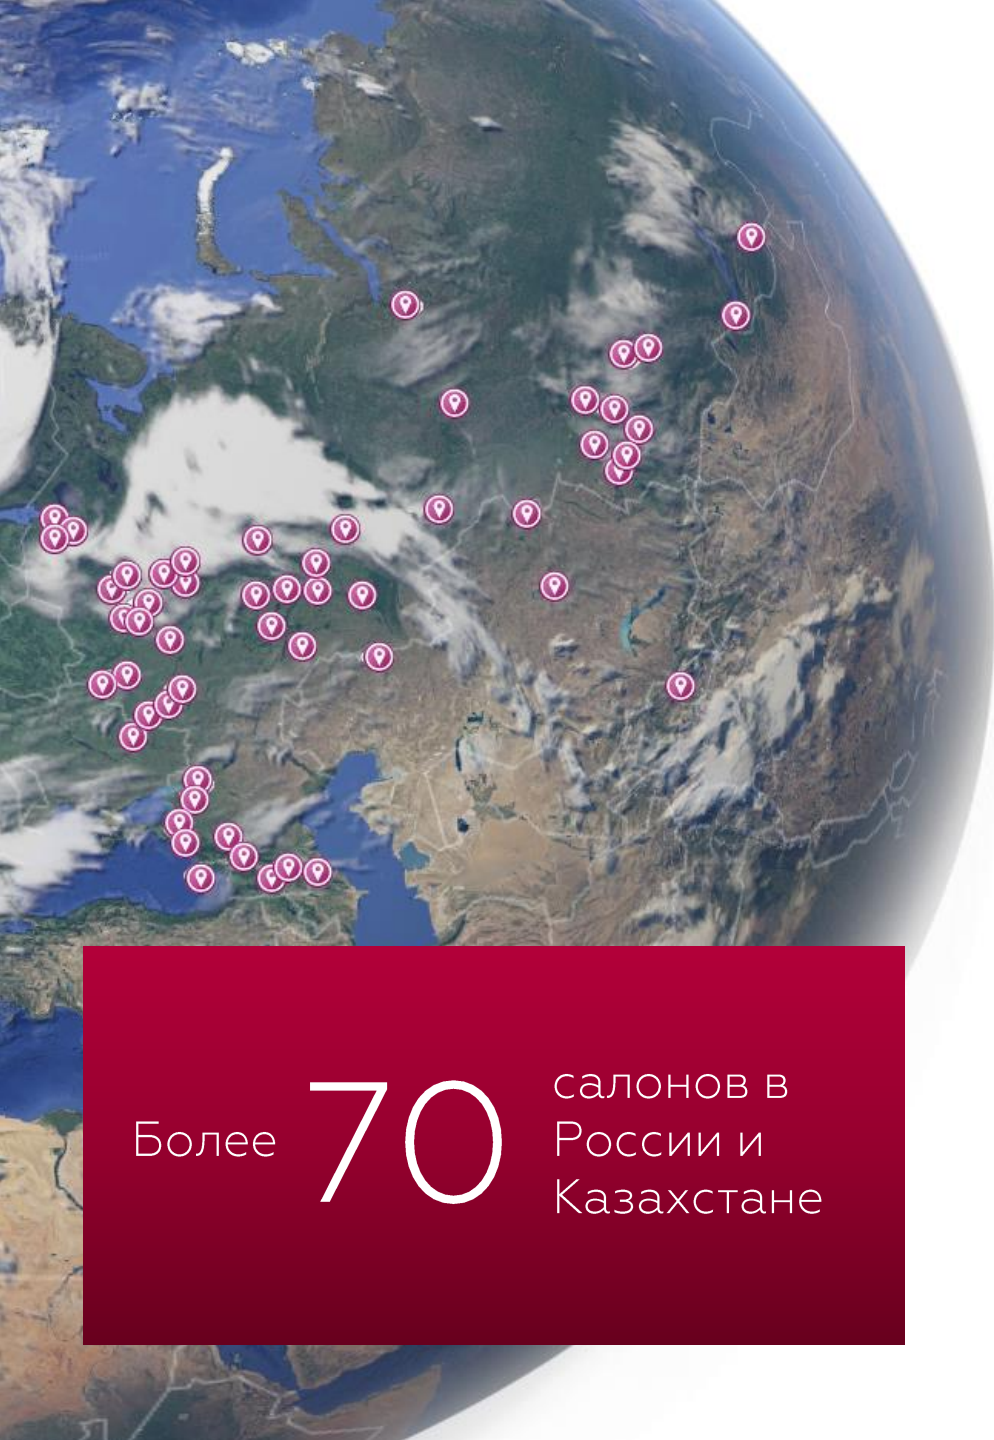 Более
70
салонов в
России и
Казахстане